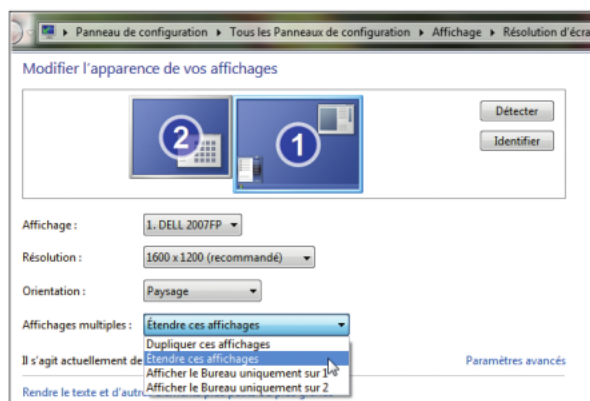 Panneau de configuration ▸ Tous les Panneaux de configuration ▸ Affichage ▸ Résolution d'écra
Modifier l'apparence de vos affichages
2
1
Détecter
Identifier
Affichage :
1. DELL 2007FP
Résolution :
1600 x 1200 (recommandé)
Orientation :
Paysage
Affichages multiples :
Étendre ces affichages
Dupliquer ces affichages
Il s'agit actuellement de
Étendre ces affichages
Paramètres avancés
Afficher le Bureau uniquement sur 1
Afficher le Bureau uniquement sur 2
Rendre le texte et d'autr